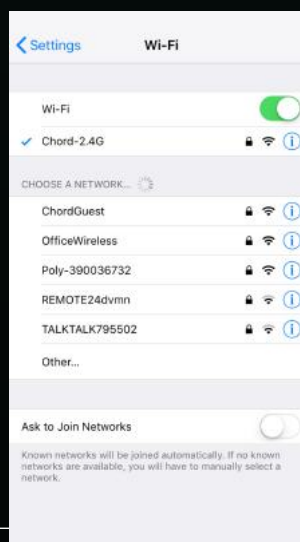 Settings Wi-Fi
Wi-Fi
Chord-2.4G
CHOOSE A NETWORK...
ChordGuest
OfficeWireless
Poly-390036732
REMOTE24dvmn
TALKTALK795502
Other...
Ask to Join Networks
Known networks will be joined automatically. If no known
networks are available, you will have to manually select a
network.